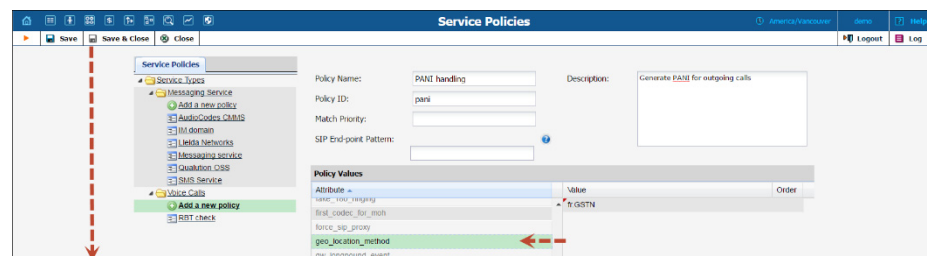 Service Policies
America/Vancouver
demo
Help
Save
Save & Close
Close
Logout
Log
Service Policies
Service Types
Messaging Service
Add a new policy
AudioCodes CMMS
IM domain
Lleida Networks
Messaging service
Qualution OSS
SMS Service
Voice Calls
Add a new policy
RBT check
Policy Name:
PANI handling
Description:
Generate PANI for outgoing calls
Policy ID:
pani
Match Priority:
SIP End-point Pattern:
Policy Values
Attribute
Value
Order
fr GSTN
first_codec_for_moh
force_sip_proxy
geo_location_method